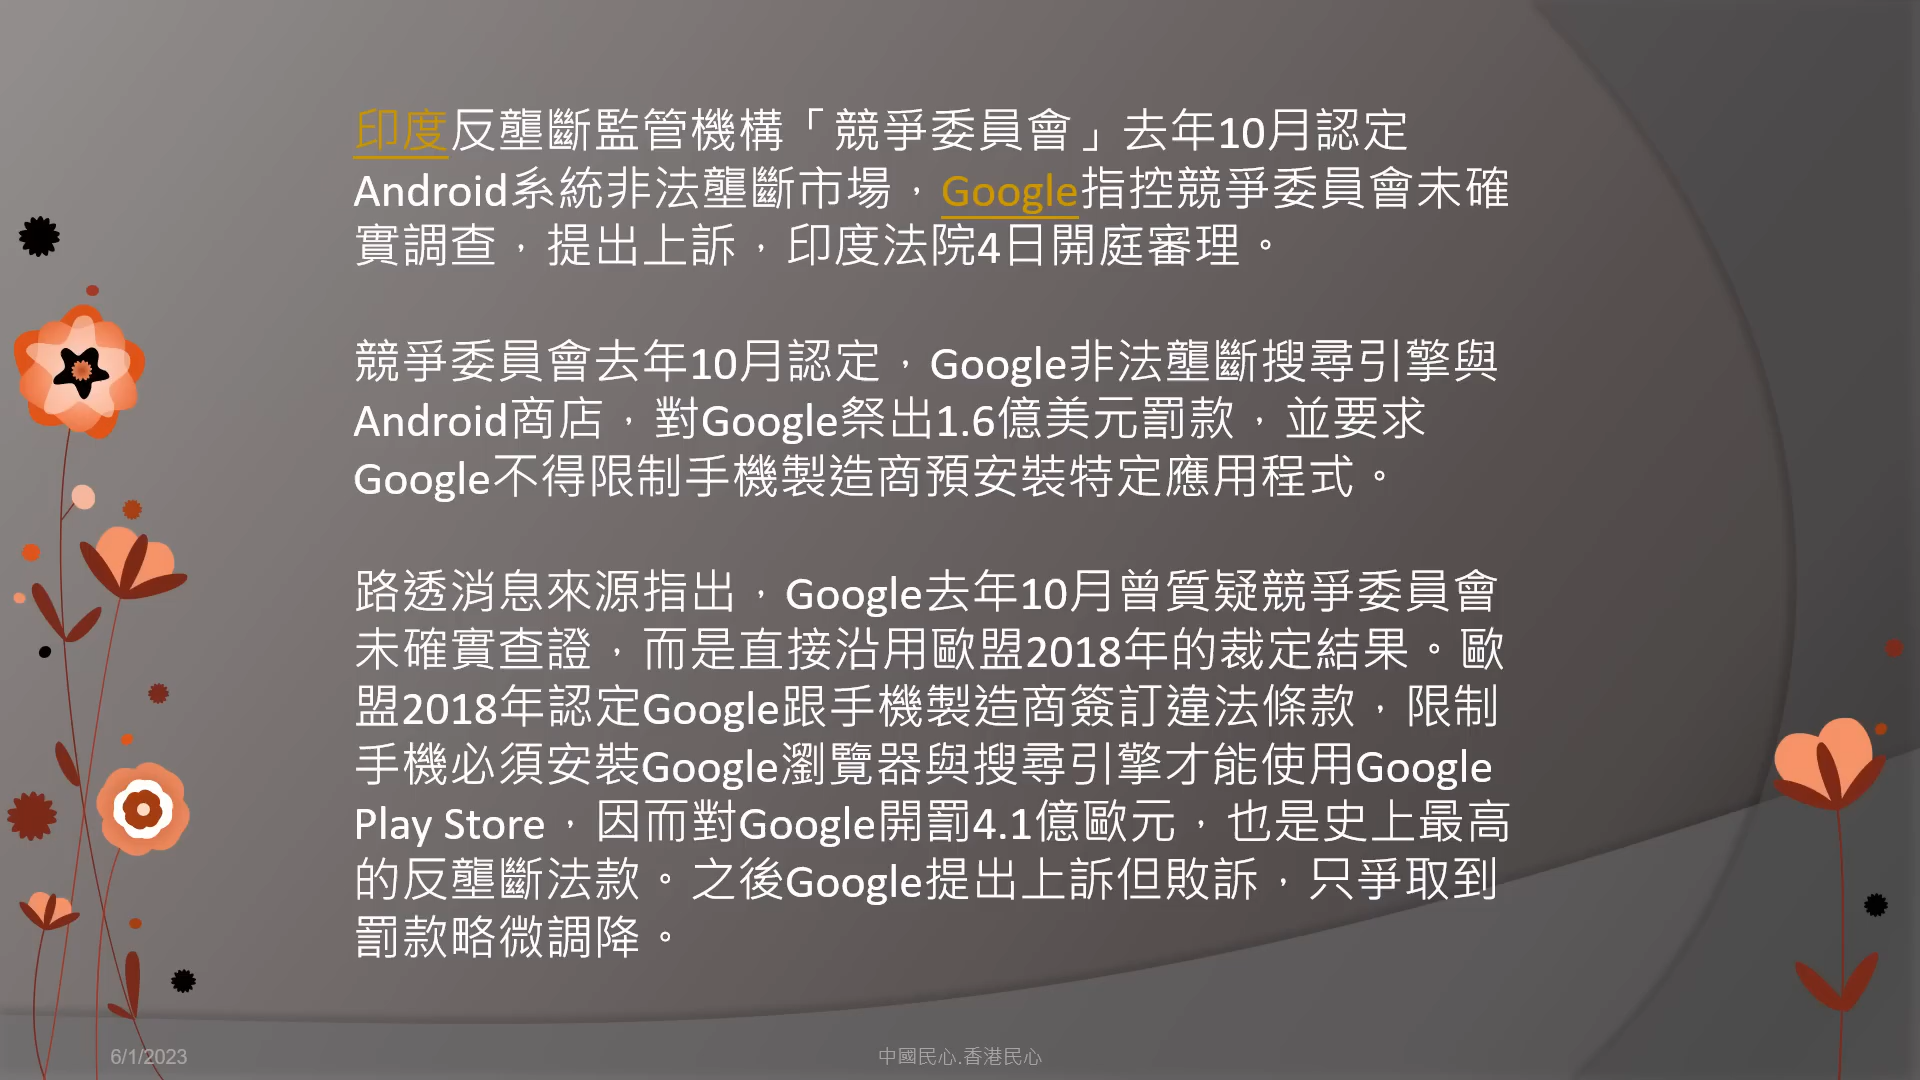 印度反壟斷監管機構「競爭委員會」去年10月認定
Android系統非法壟斷市場，Google指控競爭委員會未確
實調查，提出上訴，印度法院4日開庭審理。
競爭委員會去年10月認定，Google非法壟斷搜尋引擎與
Android商店，對Google祭出1.6億美元罰款，並要求
Google不得限制手機製造商預安裝特定應用程式。
路透消息來源指出，Google去年10月曾質疑競爭委員會
未確實查證，而是直接沿用歐盟2018年的裁定結果。歐
盟2018年認定Google跟手機製造商簽訂違法條款，限制
手機必須安裝Google瀏覽器與搜尋引擎才能使用Google
Play Store，因而對Google開罰4.1億歐元，也是史上最高
的反壟斷法款。之後Google提出上訴但敗訴，只爭取到
罰款略微調降。
6/1/2023
中國民心.香港民心